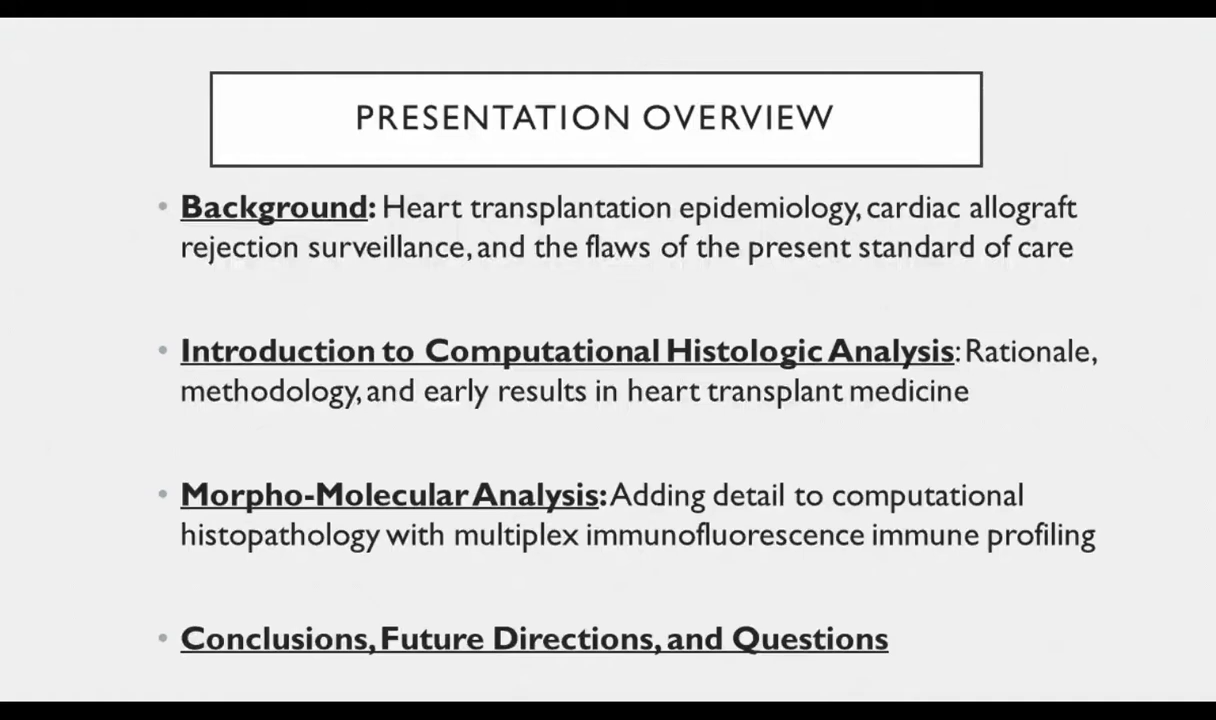 PRESENTATION OVERVIEW
• Background: Heart transplantation epidemiology, cardiac allograft
rejection surveillance, and the flaws of the present standard of care
• Introduction to Computational Histologic Analysis: Rationale,
methodology, and early results in heart transplant medicine
• Morpho-Molecular Analysis: Adding detail to computational
histopathology with multiplex immunofluorescence immune profiling
• Conclusions, Future Directions, and Questions